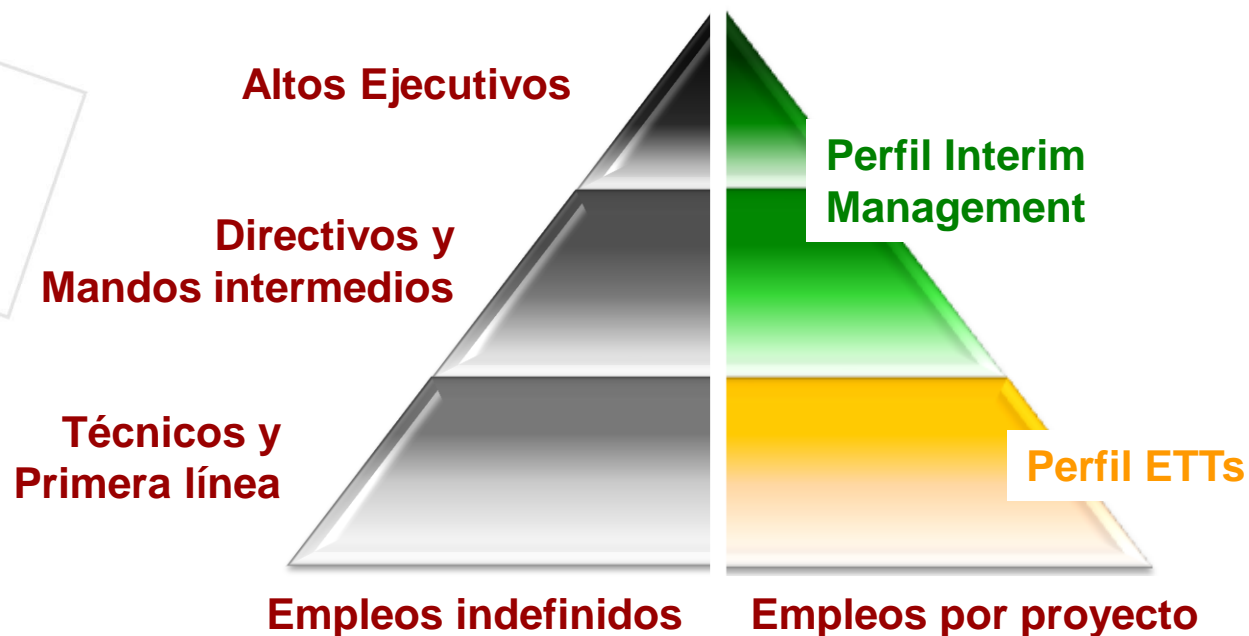 Altos Ejecutivos
Perfil Interim
Management
Directivos y
Mandos intermedios
Técnicos y
Primera línea
Perfil ETTs
Empleos indefinidos
Empleos por proyecto